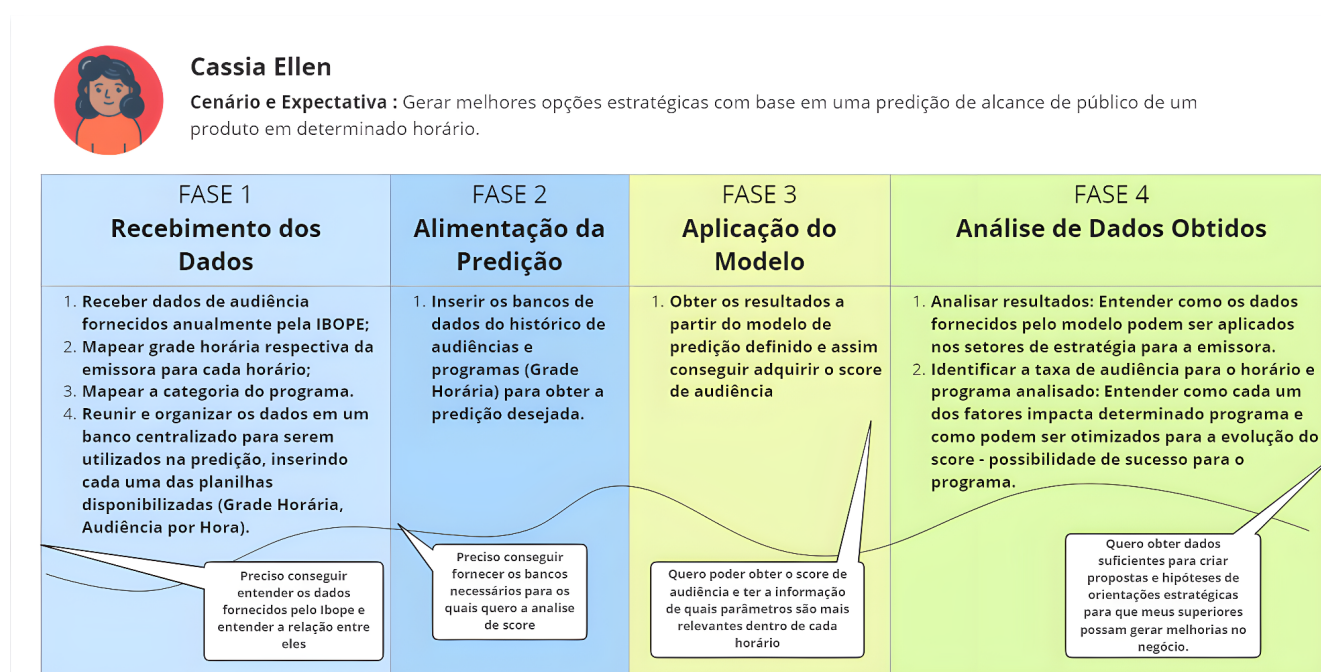 Cassia Ellen
Cenário e Expectativa : Gerar melhores opções estratégicas com base em uma predição de alcance de público de um
produto em determinado horário.
FASE 1
Recebimento dos
Dados
1. Receber dados de audiência
fornecidos anualmente pela IBOPE;
2. Mapear grade horária respectiva da
emissora para cada horário;
3. Mapear a categoria do programa.
4. Reunir e organizar os dados em um
banco centralizado para serem
utilizados na predição, inserindo
cada uma das planilhas
disponibilizadas (Grade Horária,
Audiência por Hora).
Preciso conseguir
entender os dados
fornecidos pelo Ibope e
entender a relação entre
eles
FASE 2
Alimentação da
Predição
1. Inserir os bancos de
dados do histórico de
audiências e
programas (Grade
Horária) para obter a
predição desejada.
Preciso conseguir
fornecer os bancos
necessários para os
quais quero a analise
de score
FASE 3
Aplicação do
Modelo
1. Obter os resultados a
partir do modelo de
predição definido e assim
conseguir adquirir o score
de audiência
Quero poder obter o score de
audiência e ter a informação
de quais parâmetros são mais
relevantes dentro de cada
horário
FASE 4
Análise de Dados Obtidos
1. Analisar resultados: Entender como os dados
fornecidos pelo modelo podem ser aplicados
nos setores de estratégia para a emissora.
2. Identificar a taxa de audiência para o horário e
programa analisado: Entender como cada um
dos fatores impacta determinado programa e
como podem ser otimizados para a evolução do
score - possibilidade de sucesso para o
programa.
Quero obter dados
suficientes para criar
propostas e hipóteses de
orientações estratégicas
para que meus superiores
possam gerar melhorias no
negócio.